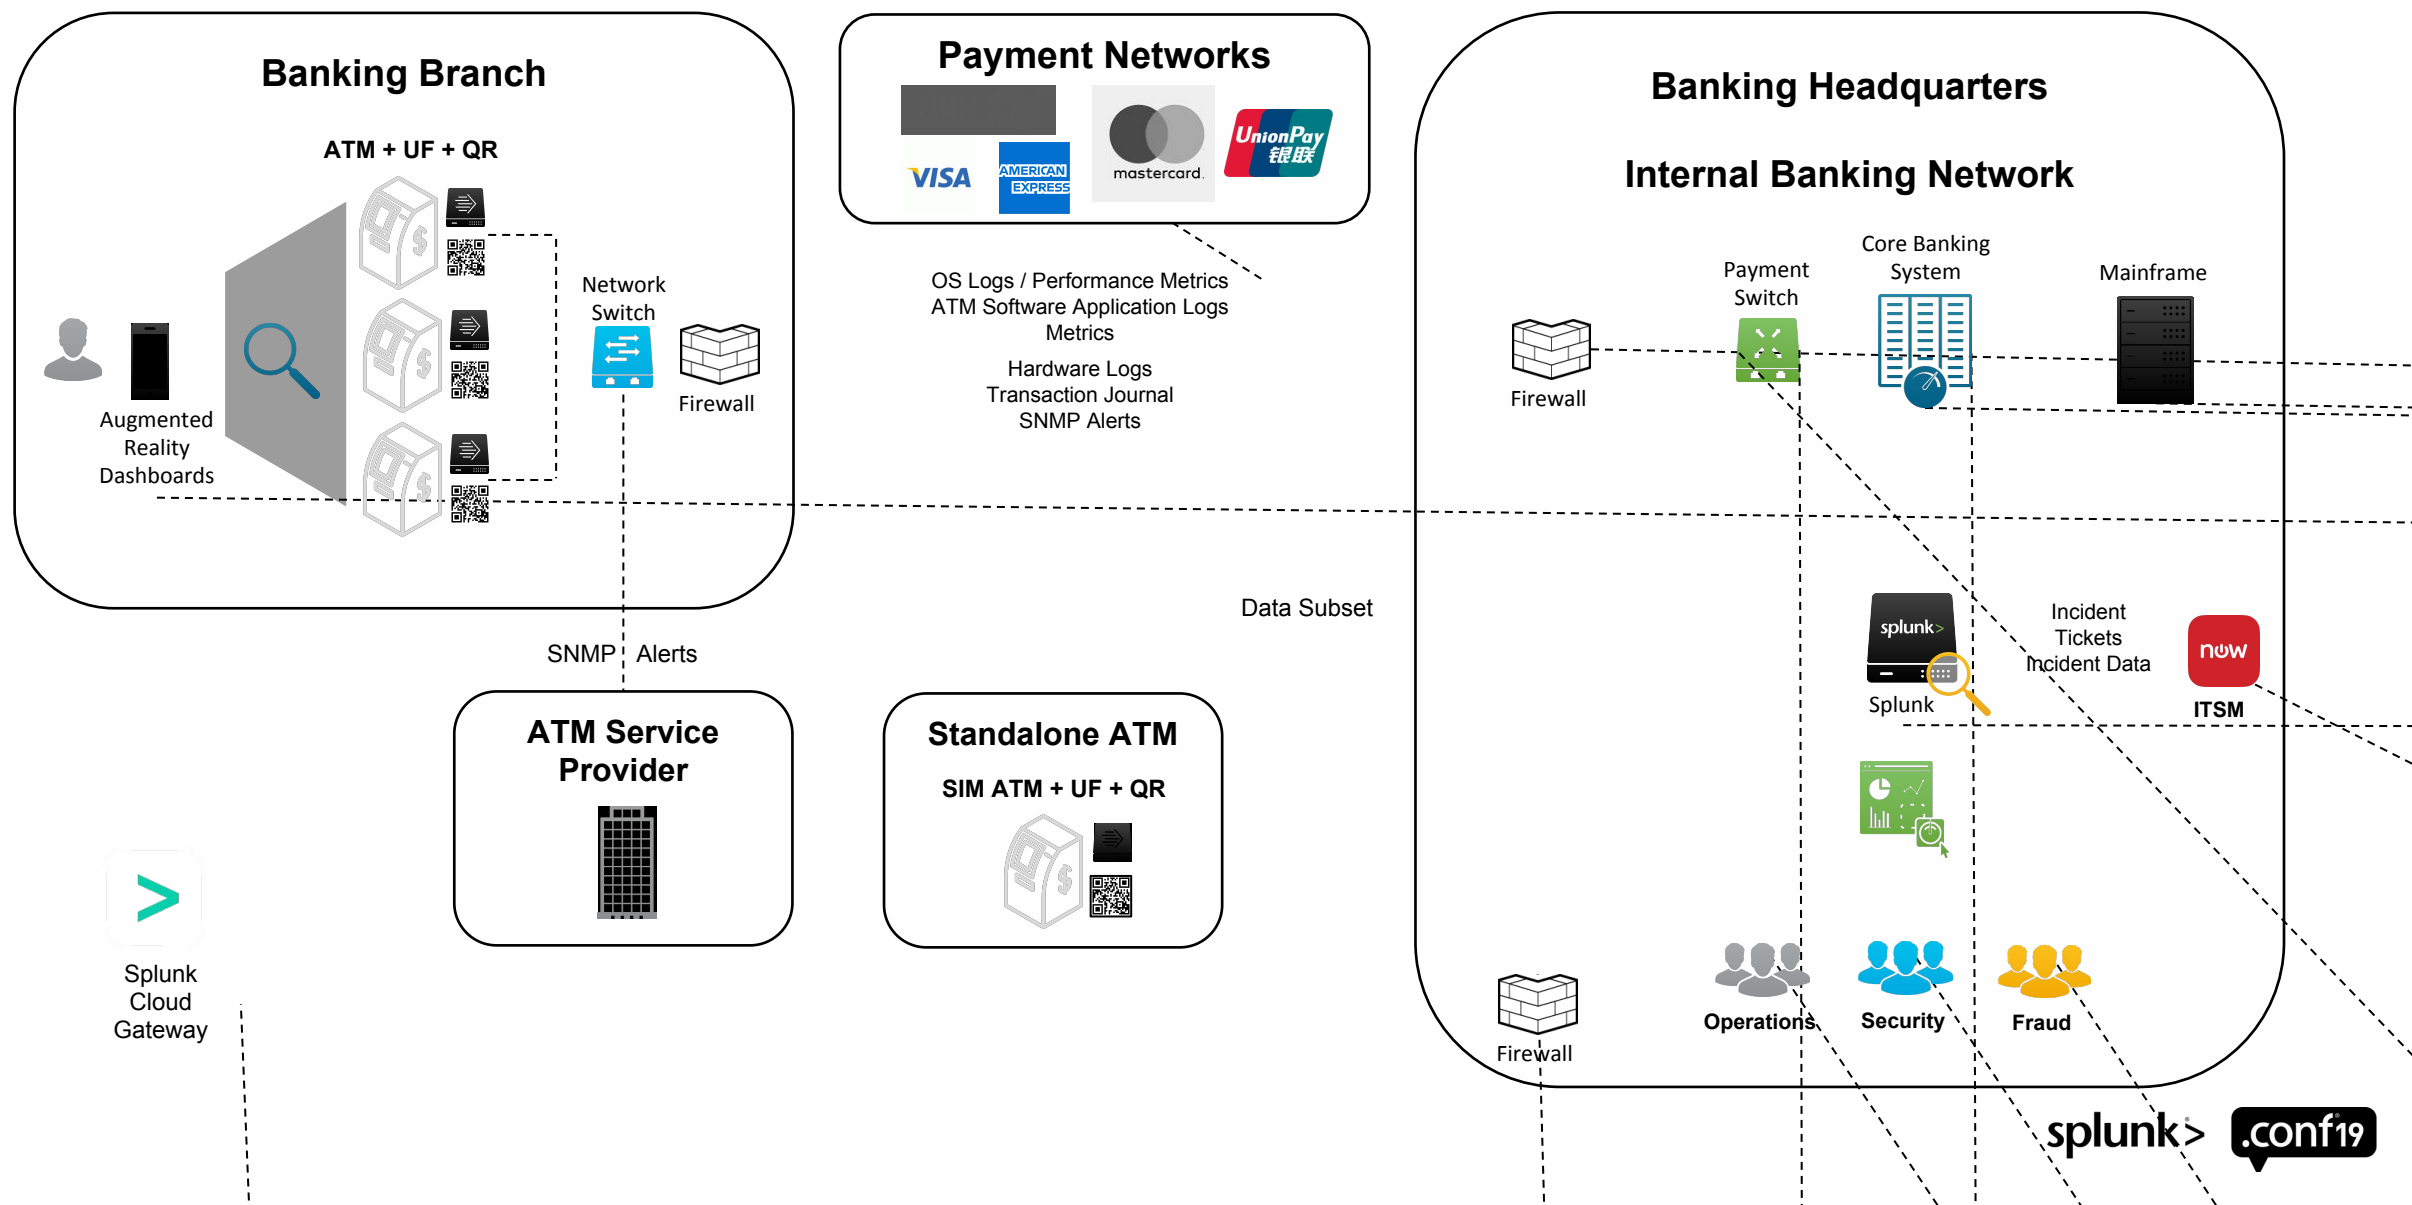 Banking Branch
ATM + UF + QR
Network
Switch
Firewall
Augmented
Reality
Dashboards
Payment Networks
VISA
AMERICAN
EXPRESS
mastercard.
UnionPay
银联
OS Logs / Performance Metrics
ATM Software Application Logs
Metrics
Hardware Logs
Transaction Journal
SNMP Alerts
Banking Headquarters
Internal Banking Network
Firewall
Payment
Switch
Core Banking
System
Mainframe
Data Subset
splunk>
Splunk
Incident
Tickets
Incident Data
now
ITSM
SNMP Alerts
ATM Service
Provider
Standalone ATM
SIM ATM + UF + QR
>
Splunk
Cloud
Gateway
Firewall
Operations
Security
Fraud
splunk>
.conf19